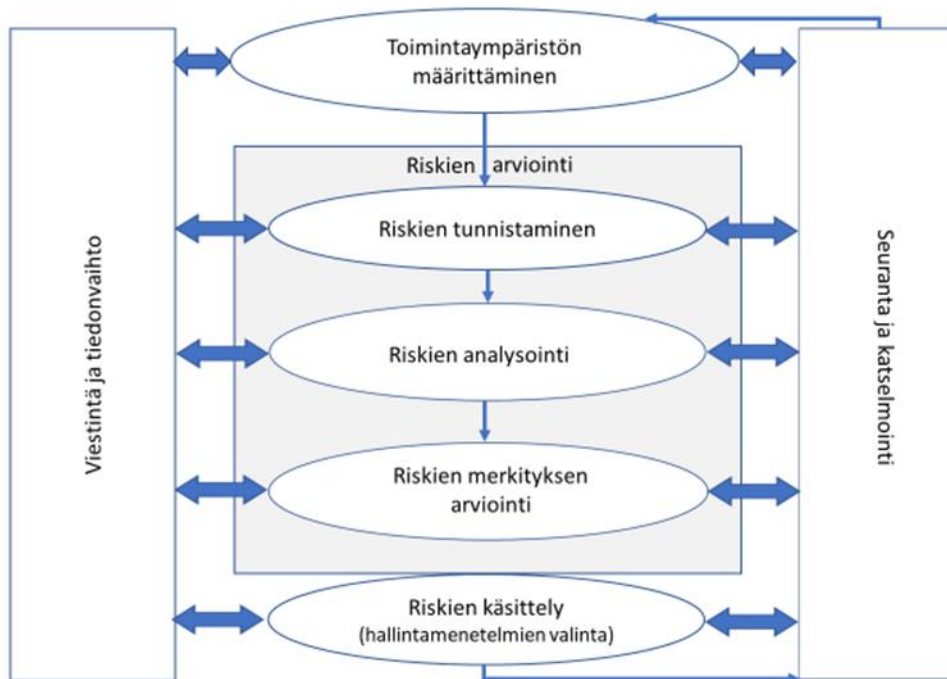 Toimintaympäristön
määrittäminen
Riskien arviointi
Riskien tunnistaminen
Riskien analysointi
Riskien merkityksen
arviointi
Riskien käsittely
(hallintamenetelmien valinta)
Viestintä ja tiedonvaihto
Seuranta ja katselmointi